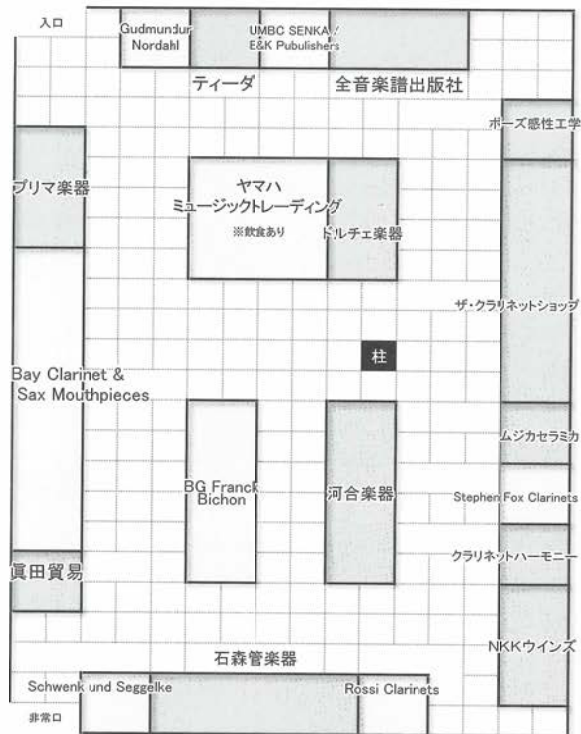 入口
Gudmundur
Nordahl
UMBC SENKA /
E&K Pubulishers
ティーダ
全音楽譜出版社
ボーズ感性工学
プリマ楽器
ヤマハ
ミュージックトレーディング
※飲食あり
ドルチェ楽器
ザ・クラリネットショップ
柱
Bay Clarinet &
Sax Mouthpieces
ムジカセラミカ
BG Franck
Bichon
河合楽器
Stephen Fox Clarinets
クラリネットハーモニー
眞田貿易
NKKウインズ
石森管楽器
Schwenk und Seggelke
Rossi Clarinets
非常口